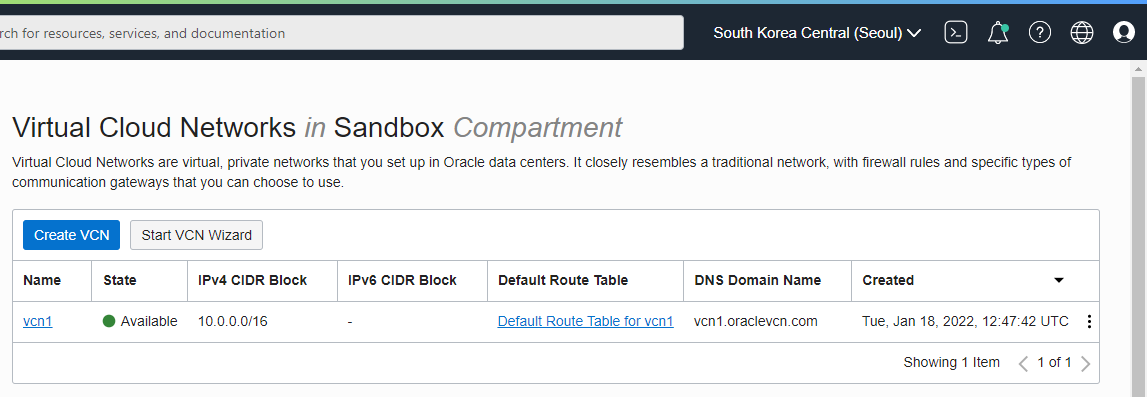 rch for resources, services, and documentation
South Korea Central (Seoul)
Virtual Cloud Networks in Sandbox Compartment
Virtual Cloud Networks are virtual, private networks that you set up in Oracle data centers. It closely resembles a traditional network, with firewall rules and specific types of
communication gateways that you can choose to use.
Create VCN Start VCN Wizard
Name State IPv4 CIDR Block IPv6 CIDR Block Default Route Table DNS Domain Name Created
vcn1 Available 10.0.0.0/16 - Default Route Table for vcn1 vcn1.oraclevcn.com Tue, Jan 18, 2022, 12:47:42 UTC
Showing 1 Item 1 of 1